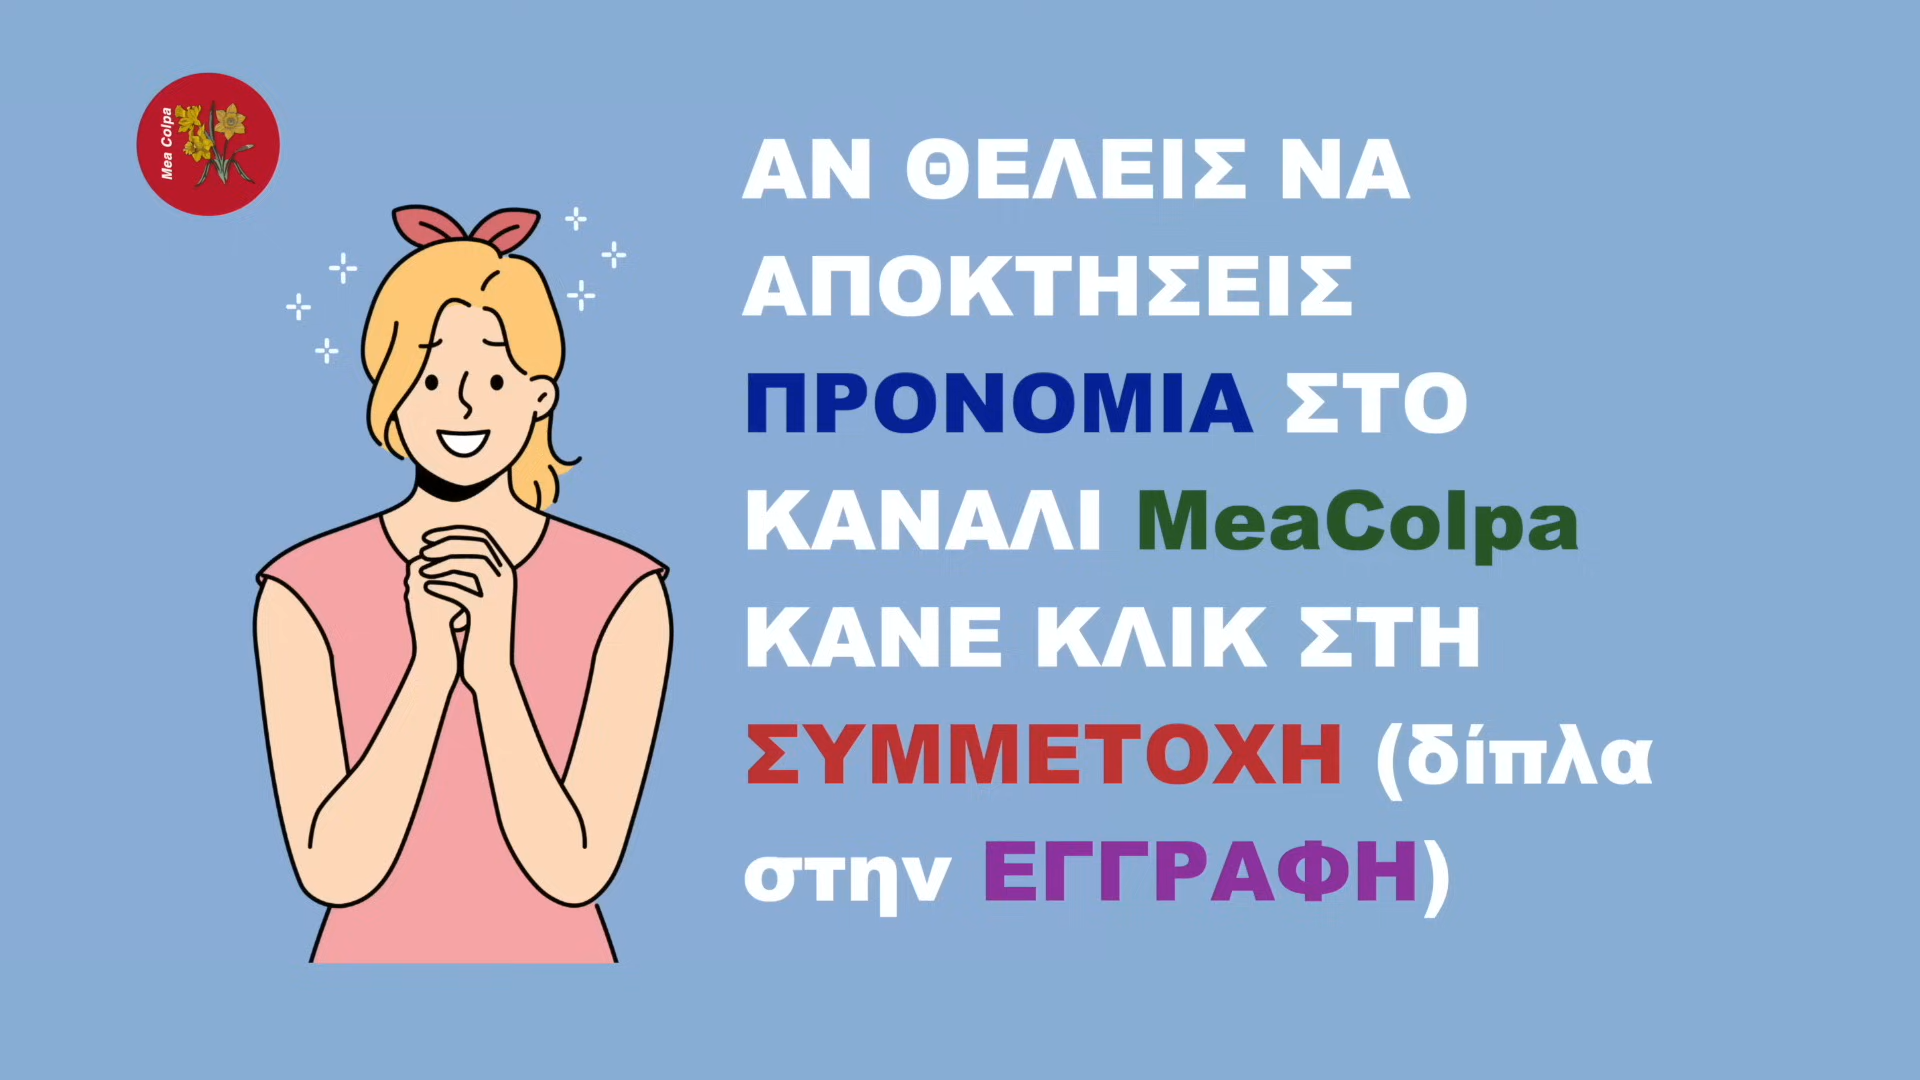 Mea Colpa
ΑΝ ΘΕΛΕΙΣ ΝΑ
ΑΠΟΚΤΗΣΕΙΣ
ΠΡΟΝΟΜΙΑ ΣΤΟ
ΚΑΝΑΛΙ MeaColpa
ΚΑΝΕ ΚΛΙΚ ΣΤΗ
ΣΥΜΜΕΤΟΧΗ (δίπλα
στην ΕΓΓΡΑΦΗ)